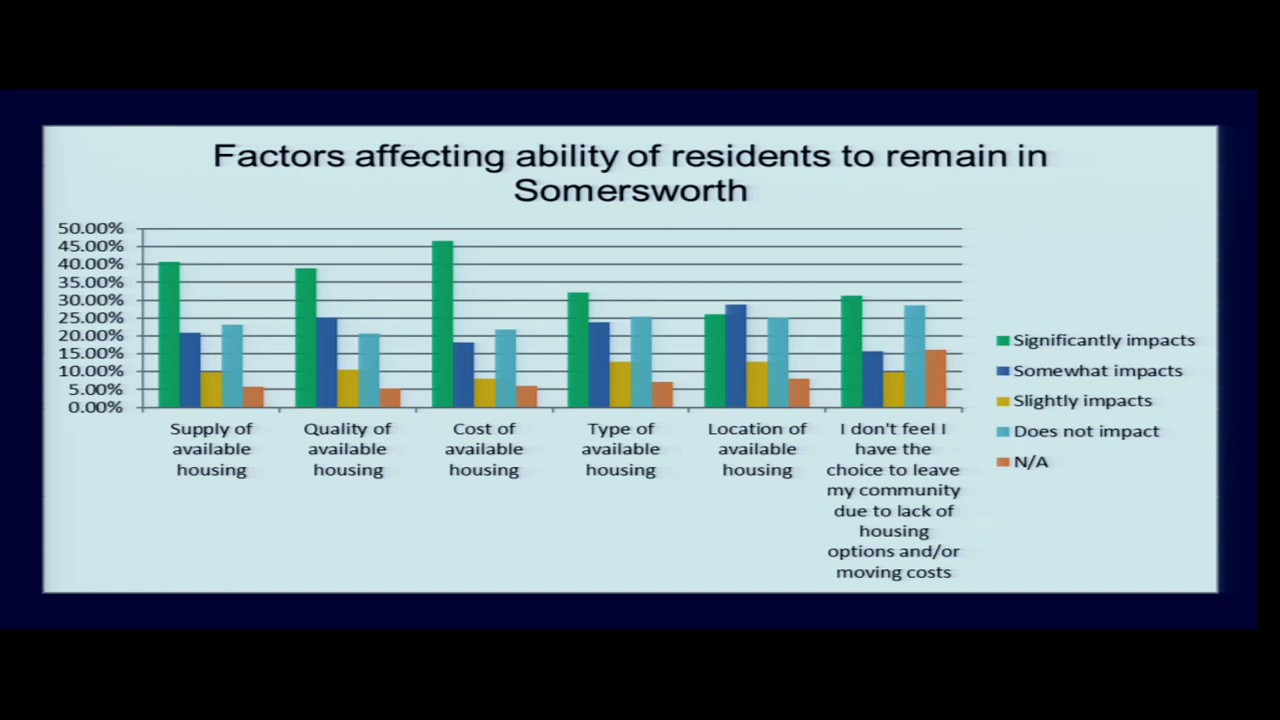 Factors affecting ability of residents to remain in
Somersworth
50.00%
45.00%
40.00%
35.00%
30.00%
25.00%
20.00%
15.00%
10.00%
5.00%
0.00%
Supply of
available
housing
Quality of
available
housing
Cost of
available
housing
Type of
available
housing
Location of
available
housing
I don't feel I
have the
choice to leave
my community
due to lack of
housing
options and/or
moving costs
Significantly impacts
Somewhat impacts
Slightly impacts
Does not impact
N/A